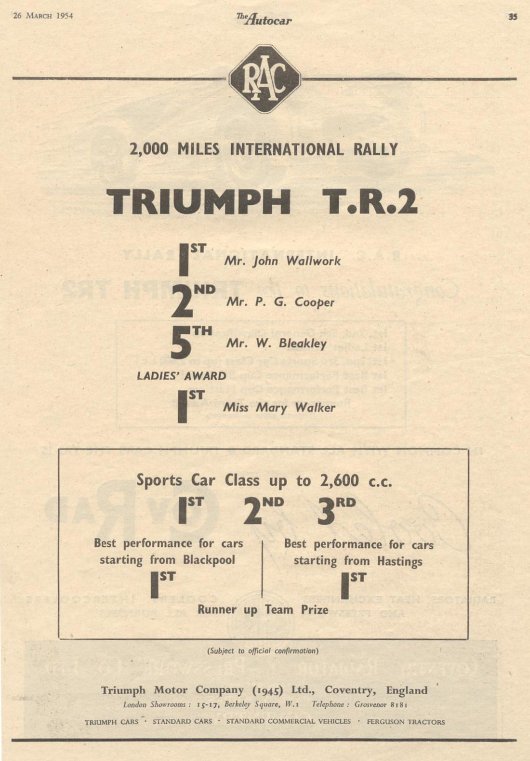 26 MARCH 1954
The Autocar
35
RAC
2,000 MILES INTERNATIONAL RALLY
TRIUMPH T.R.2
1ST Mr. John Wallwork
2ND Mr. P. G. Cooper
5TH Mr. W. Bleakley
LADIES' AWARD
1ST Miss Mary Walker
Sports Car Class up to 2,600 c.c.
1ST 2ND 3RD
Best performance for cars
starting from Blackpool
1ST
Best performance for cars
starting from Hastings
1ST
Runner up Team Prize
(Subject to official confirmation)
Triumph Motor Company (1945) Ltd., Coventry, England
London Showrooms : 15-17, Berkeley Square, W.1 Telephone : Grosvenor 8181
TRIUMPH CARS · STANDARD CARS · STANDARD COMMERCIAL VEHICLES · FERGUSON TRACTORS